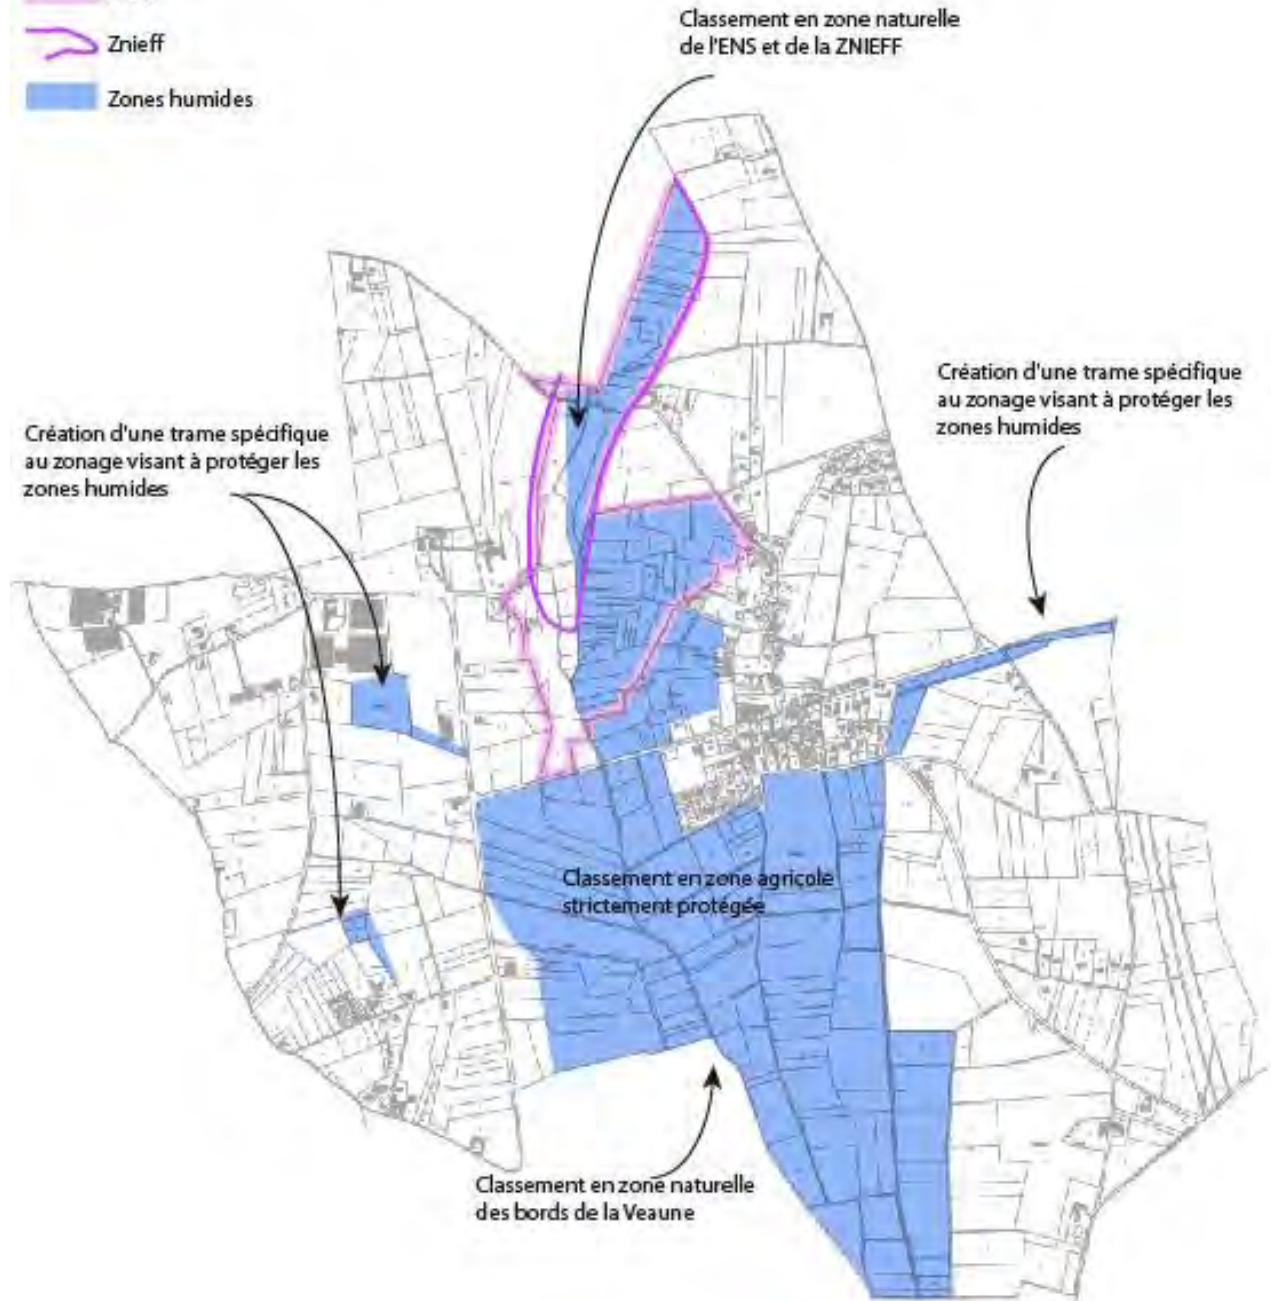 Classement en zone naturelle
de l'ENS et de la ZNIEFF
Znieff
Zones humides
Création d'une trame spécifique
au zonage visant à protéger les
zones humides
Création d'une trame spécifique
au zonage visant à protéger les
zones humides
Classement en zone agricole
strictement protégée
Classement en zone naturelle
des bords de la Veaune